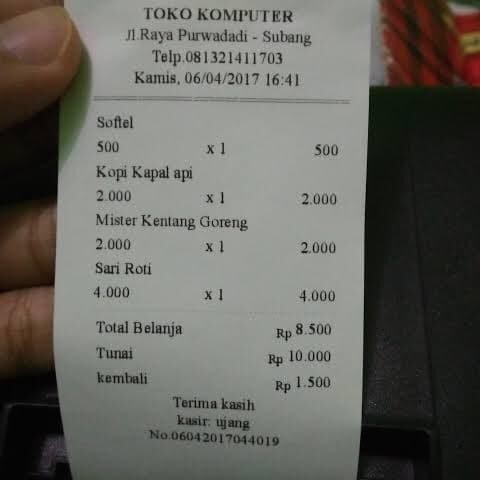 TOKO KOMPUTER
Jl.Raya Purwadadi - Subang
Telp.081321411703
Kamis, 06/04/2017 16:41
Softel
500 x 1 500
Kopi Kapal api
2.000 x 1 2.000
Mister Kentang Goreng
2.000 x 1 2.000
Sari Roti
4.000 x 1 4.000
Total Belanja Rp 8.500
Tunai Rp 10.000
kembali Rp 1.500
Terima kasih
kasir: ujang
No.06042017044019